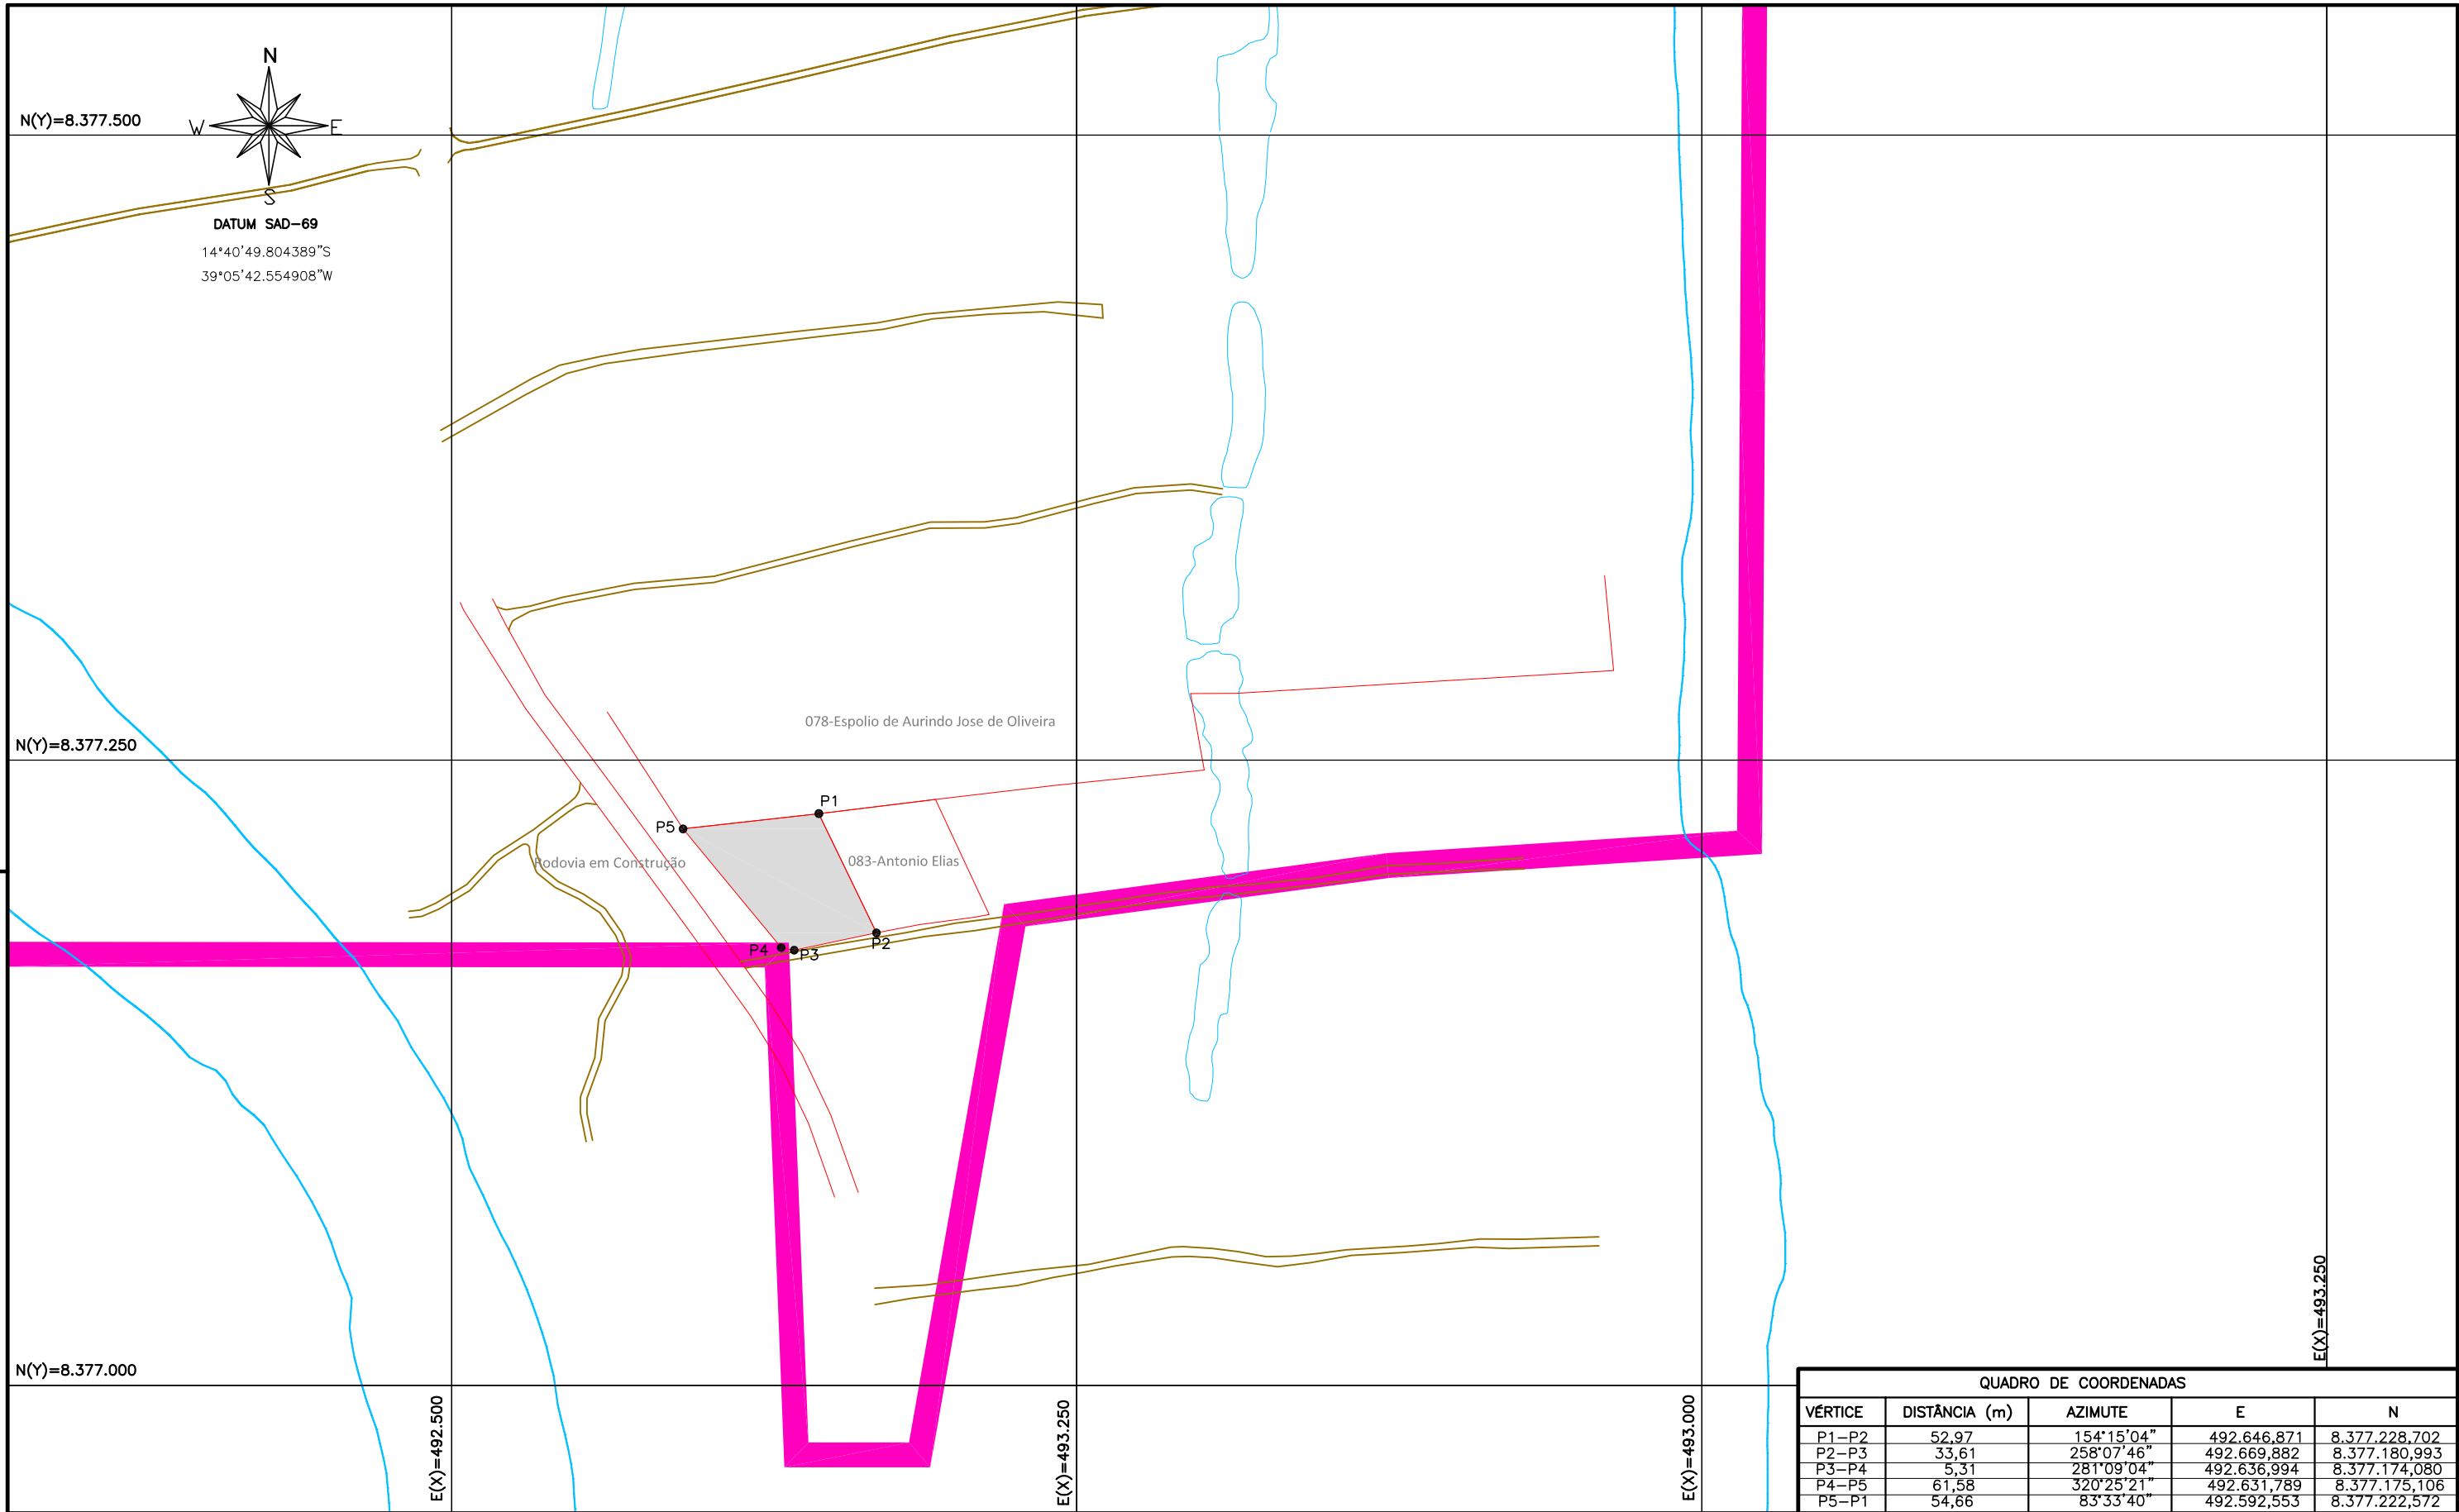 N
N(Y)=8.377.500
W
E
S
DATUM SAD-69
14°40'49.804389"S
39°05'42.554908"W
078-Espolio de Aurindo Jose de Oliveira
N(Y)=8.377.250
P1
P5
Rodovia em Construção
083-Antonio Elias
P4
P3
P2
N(Y)=8.377.000
E(X)=492.500
E(X)=493.250
E(X)=493.000
E(X)=493.250
QUADRO DE COORDENADAS
VÉRTICE DISTÂNCIA (m) AZIMUTE E N
P1-P2 52,97 154°15'04" 492.646,871 8.377.228,702
P2-P3 33,61 258°07'46" 492.669,882 8.377.180,993
P3-P4 5,31 281°09'04" 492.636,994 8.377.174,080
P4-P5 61,58 320°25'21" 492.631,789 8.377.175,106
P5-P1 54,66 83°33'40" 492.592,553 8.377.222,572